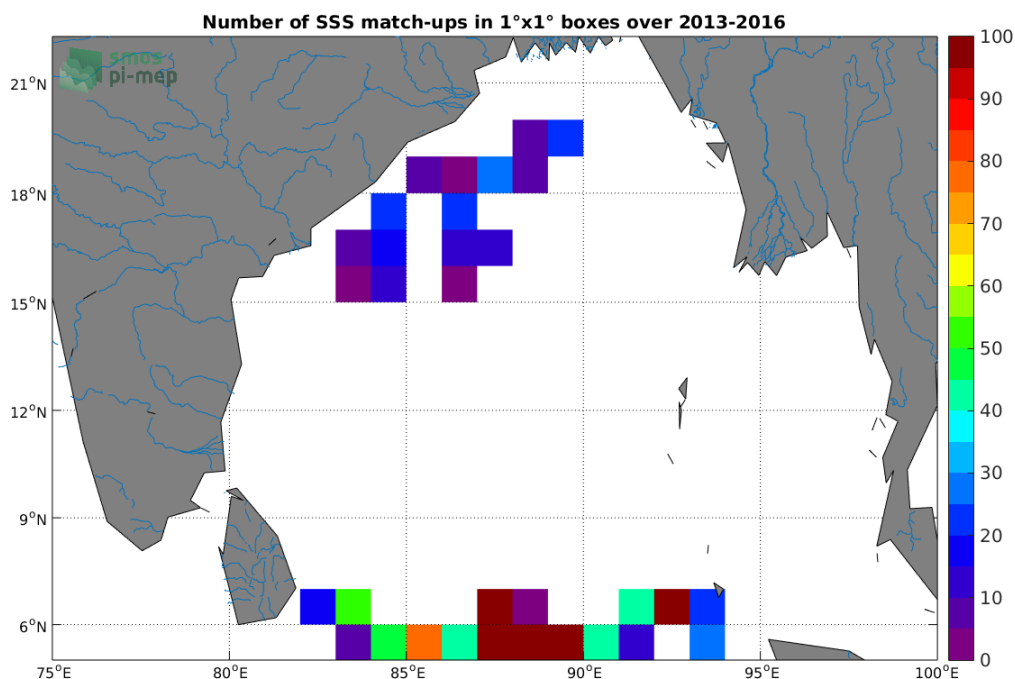 Number of SSS match-ups in 1°x1° boxes over 2013-2016
smos
pi-mep
21°N
18°N
15°N
12°N
9°N
6°N
75°E
80°E
85°E
90°E
95°E
100°E
100
90
80
70
60
50
40
30
20
10
0